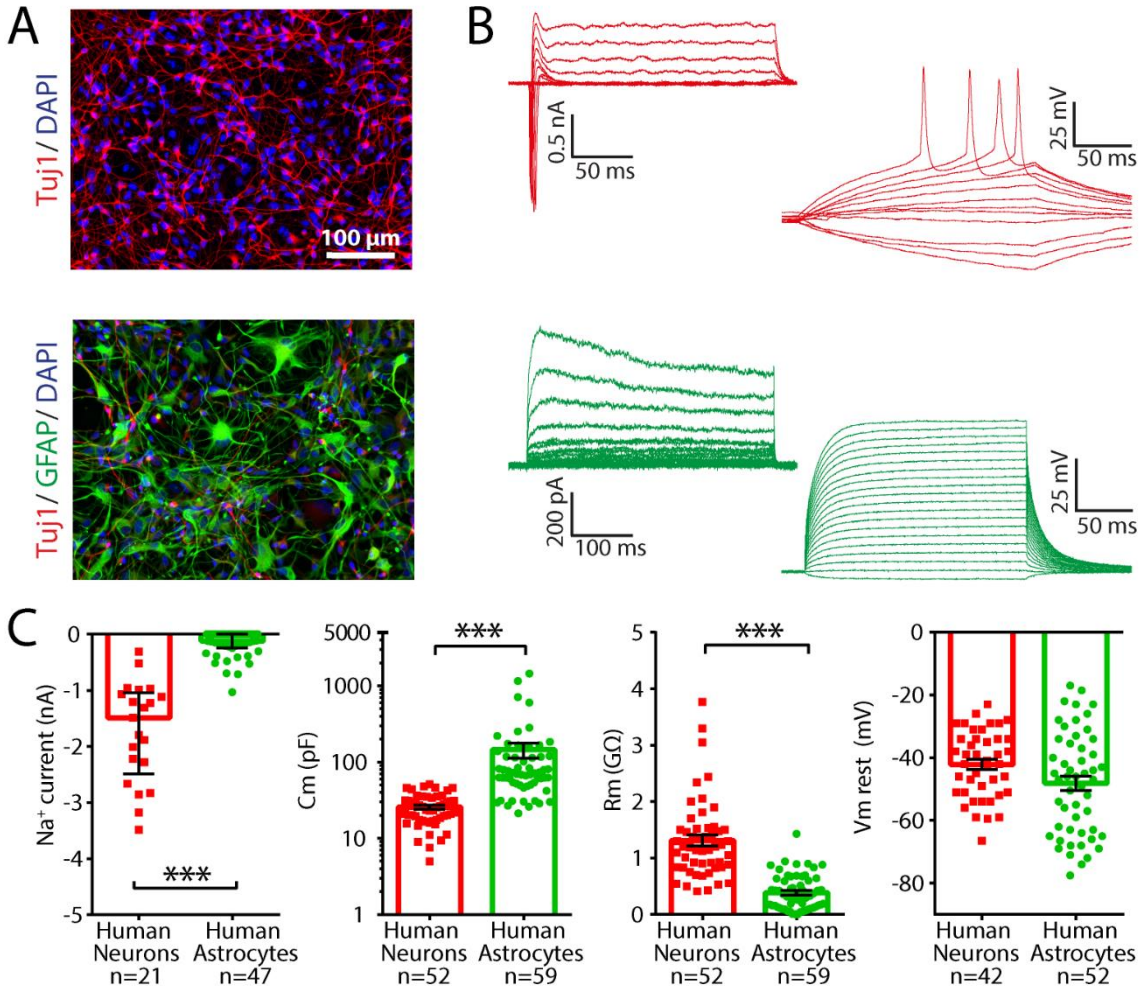 A
Tuj1 / DAPI
100 µm
Tuj1 / GFAP/ DAPI
B
0.5 nA
50 ms
25 mV
50 ms
200 pA
100 ms
25 mV
50 ms
C
Na⁺ current (nA)
0
-1
-2
-3
-4
-5
***
Human Neurons n=21
Human Astrocytes n=47
Cm (pF)
5000
1000
100
10
1
***
Human Neurons n=52
Human Astrocytes n=59
Rm (GΩ)
5
4
3
2
1
0
***
Human Neurons n=52
Human Astrocytes n=59
Vm rest (mV)
0
-20
-40
-60
-80
Human Neurons n=42
Human Astrocytes n=52